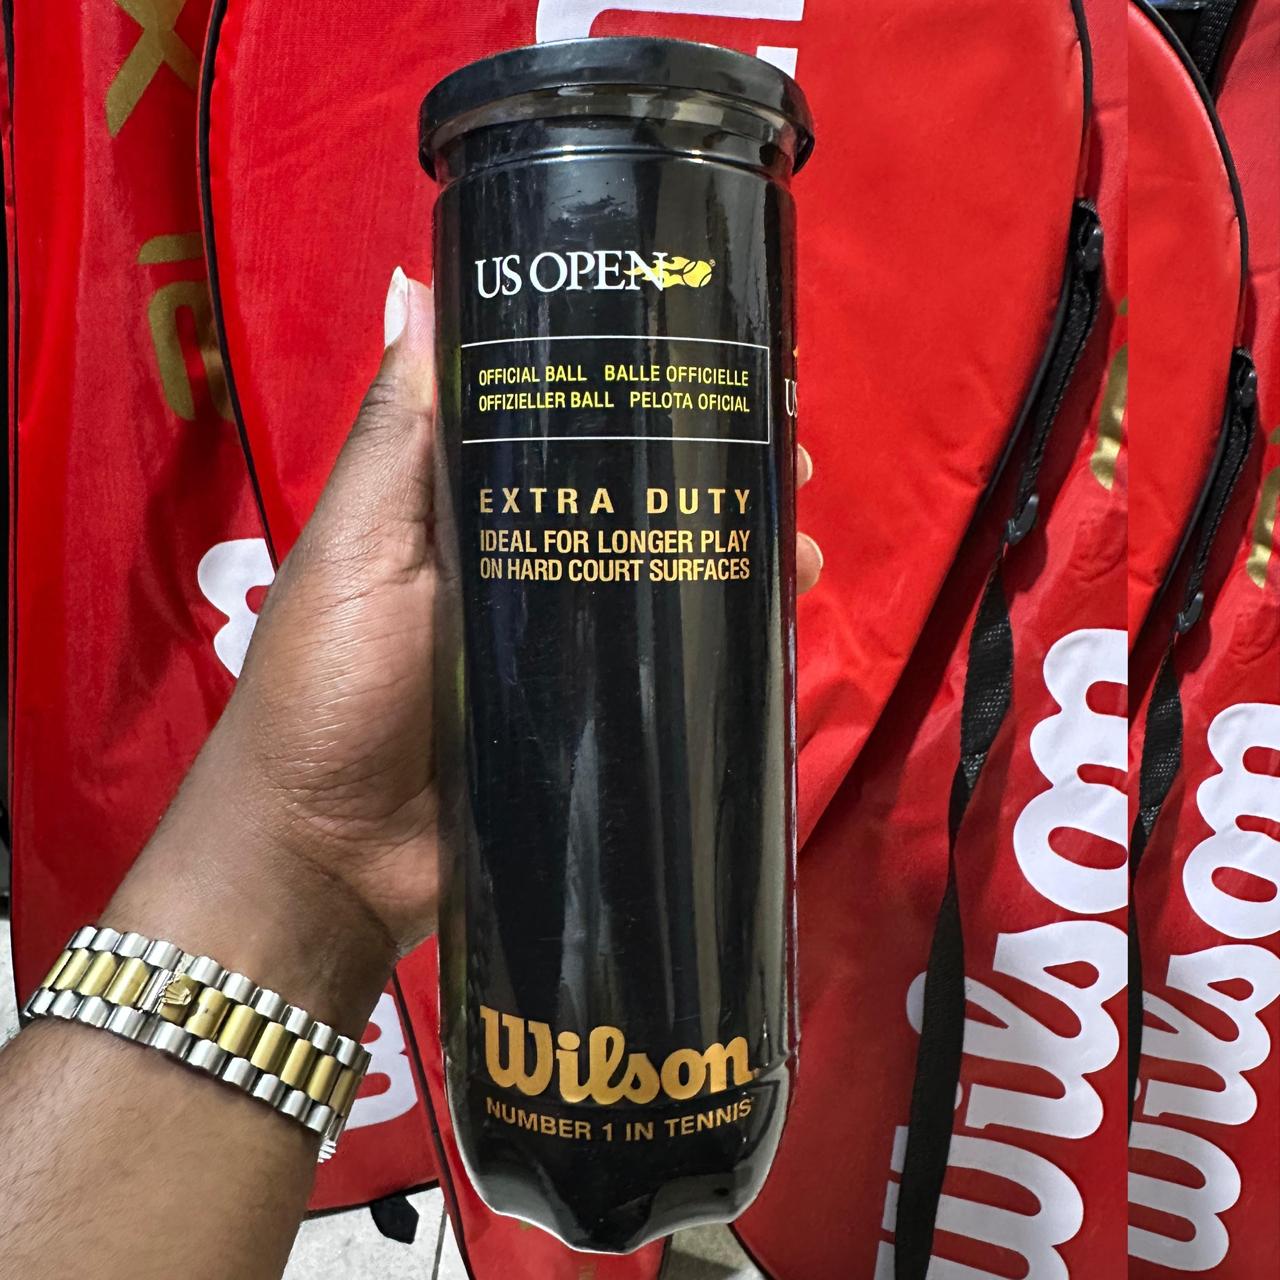 US OPEN
OFFICIAL BALL BALLE OFFICIELLE
OFFIZIELLER BALL PELOTA OFICIAL
US
EXTRA DUTY
IDEAL FOR LONGER PLAY
ON HARD COURT SURFACES
Wilson
NUMBER 1 IN TENNIS
Wilson
Wilson